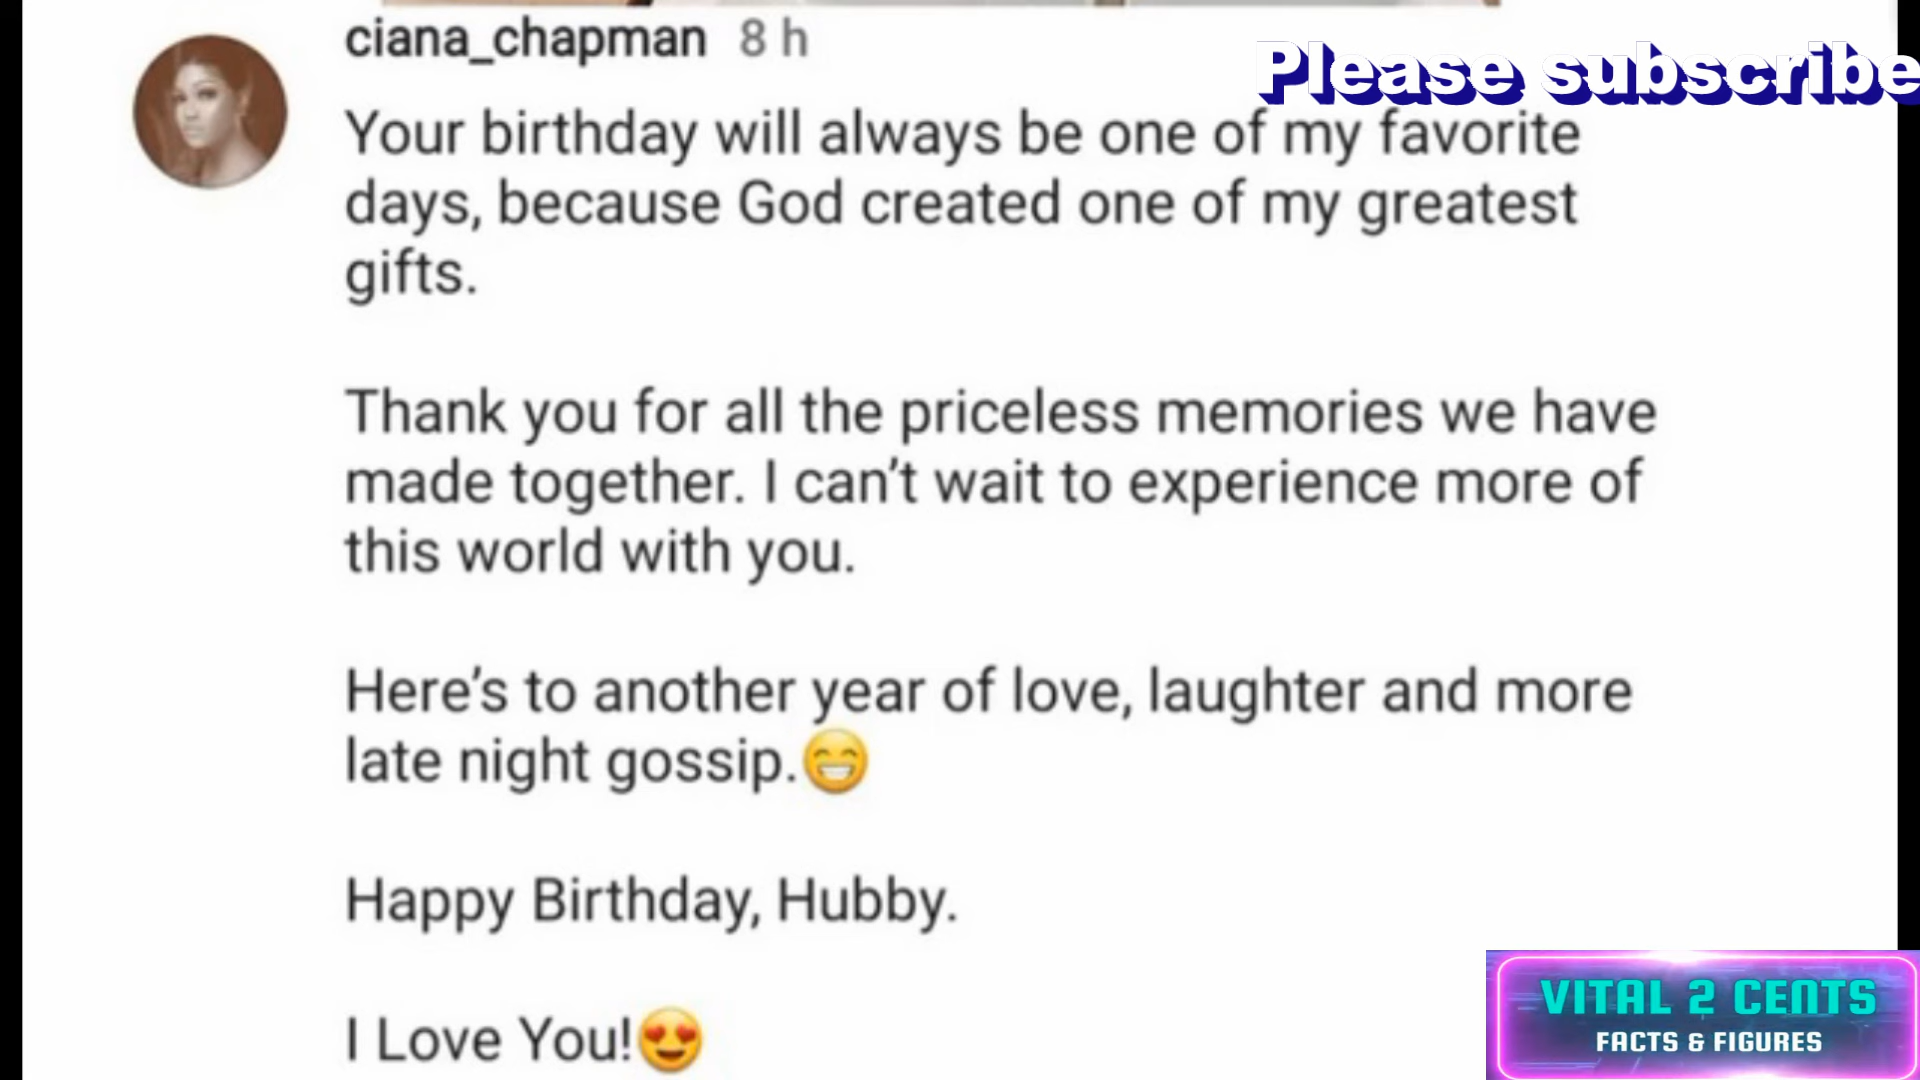 ciana_chapman 8 h
Please subscribe
Your birthday will always be one of my favorite
days, because God created one of my greatest
gifts.
Thank you for all the priceless memories we have
made together. I can’t wait to experience more of
this world with you.
Here’s to another year of love, laughter and more
late night gossip.😁
Happy Birthday, Hubby.
I Love You!😍
VITAL 2 CENTS
FACTS & FIGURES